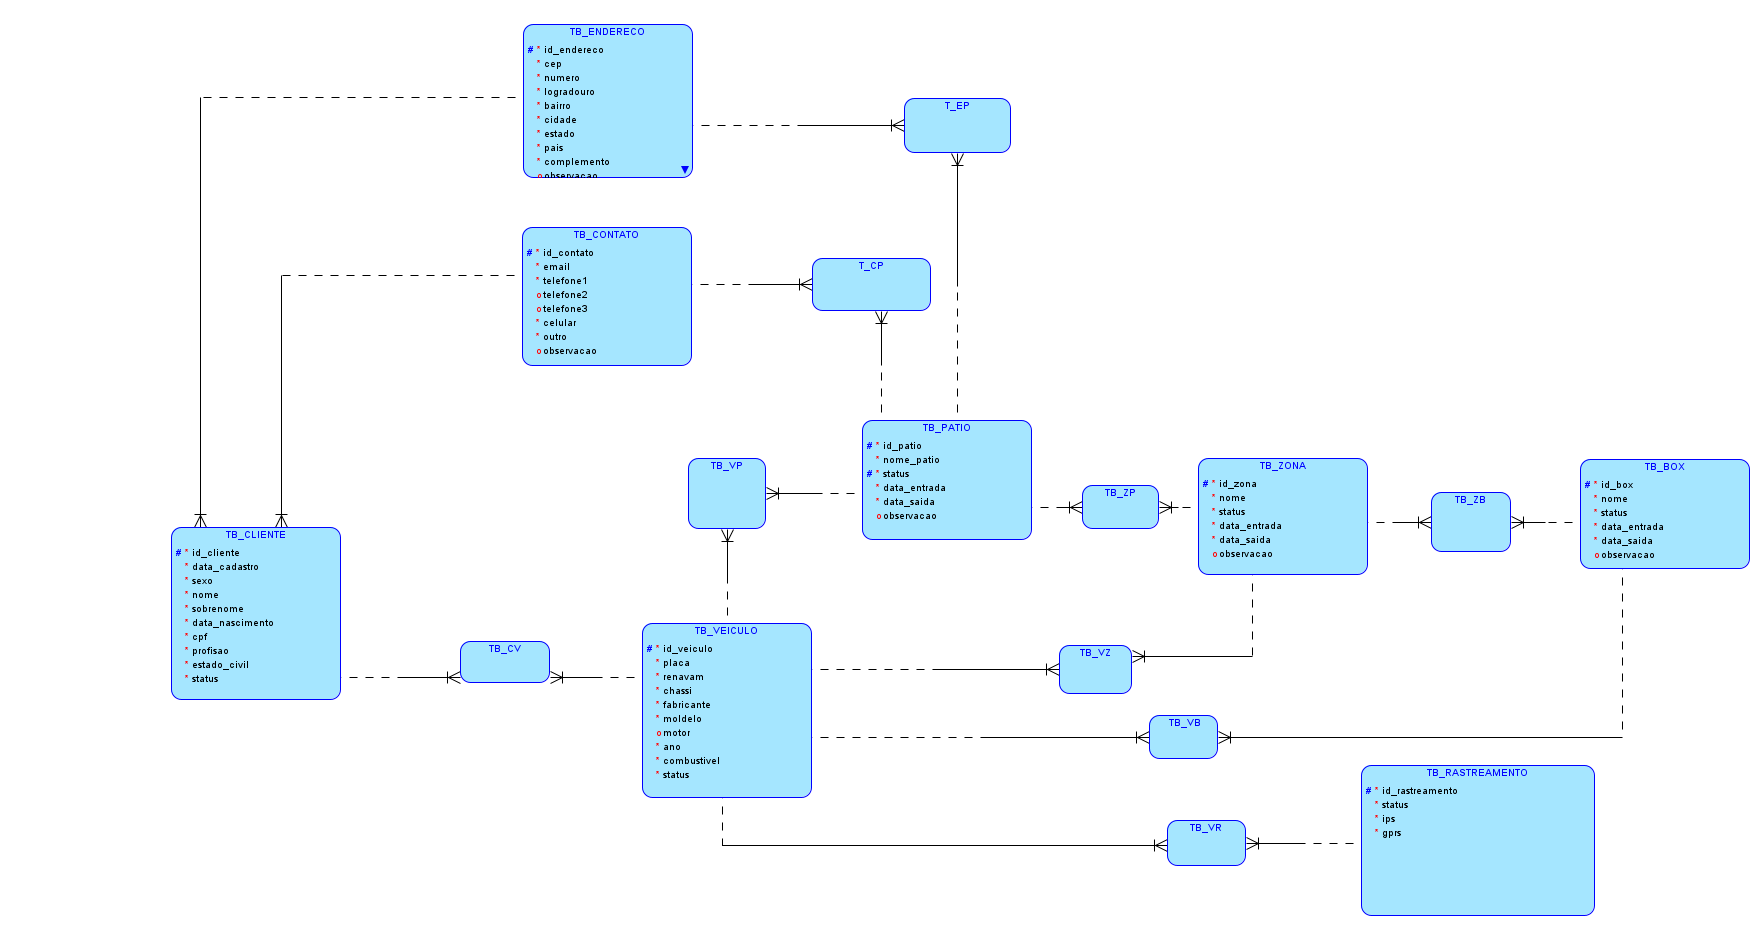 TB_ENDERECO
# * id_endereco
* cep
* numero
* logradouro
* bairro
* cidade
* estado
* pais
* complemento
o observacao
T_EP
TB_CONTATO
# * id_contato
* email
* telefone1
o telefone2
o telefone3
* celular
* outro
o observacao
T_CP
TB_PATIO
# * id_patio
* nome_patio
# * status
* data_entrada
* data_saida
o observacao
TB_VP
TB_ZP
TB_ZONA
# * id_zona
* nome
* status
* data_entrada
* data_saida
o observacao
TB_ZB
TB_BOX
# * id_box
* nome
* status
* data_entrada
* data_saida
o observacao
TB_CLIENTE
# * id_cliente
* data_cadastro
* sexo
* nome
* sobrenome
* data_nascimento
* cpf
* profisao
* estado_civil
* status
TB_CV
TB_VEICULO
# * id_veiculo
* placa
* renavam
* chassi
* fabricante
* moldelo
o motor
* ano
* combustivel
* status
TB_VZ
TB_VB
TB_RASTREAMENTO
# * id_rastreamento
* status
* ips
* gprs
TB_VR